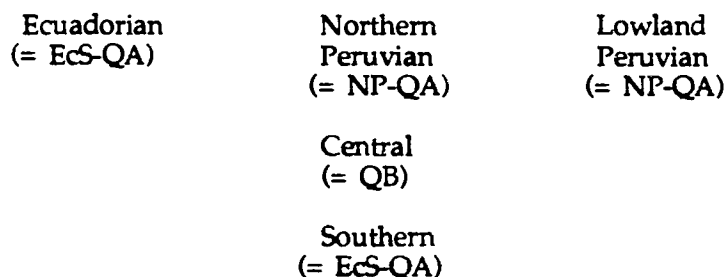 Ecuadorian
(= EcS-QA)
Northern
Peruvian
(= NP-QA)
Lowland
Peruvian
(= NP-QA)
Central
(= QB)
Southern
(= EcS-QA)